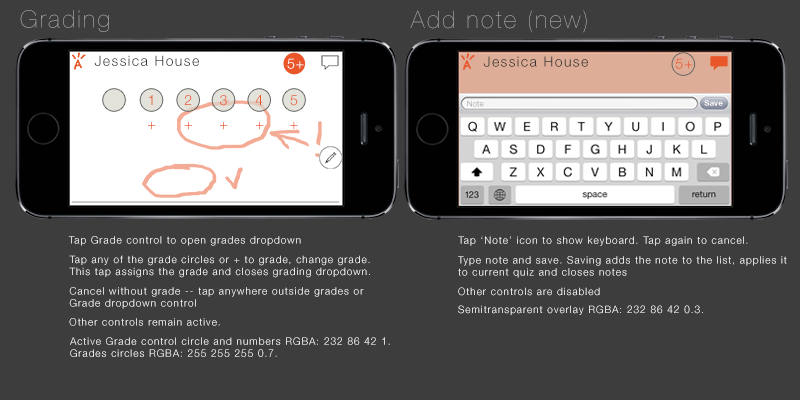 Grading
Jessica House
5+
1 2 3 4 5
+ + + + +
!
Tap Grade control to open grades dropdown
Tap any of the grade circles or + to grade, change grade.
This tap assigns the grade and closes grading dropdown.
Cancel without grade -- tap anywhere outside grades or
Grade dropdown control
Other controls remain active.
Active Grade control circle and numbers RGBA: 232 86 42 1.
Grades circles RGBA: 255 255 255 0.7.
Add note (new)
Jessica House
5+
Note
Save
Q W E R T Y U I O P
A S D F G H J K L
Z X C V B N M
123 space return
Tap ‘Note’ icon to show keyboard. Tap again to cancel.
Type note and save. Saving adds the note to the list, applies it
to current quiz and closes notes
Other controls are disabled
Semitransparent overlay RGBA: 232 86 42 0.3.